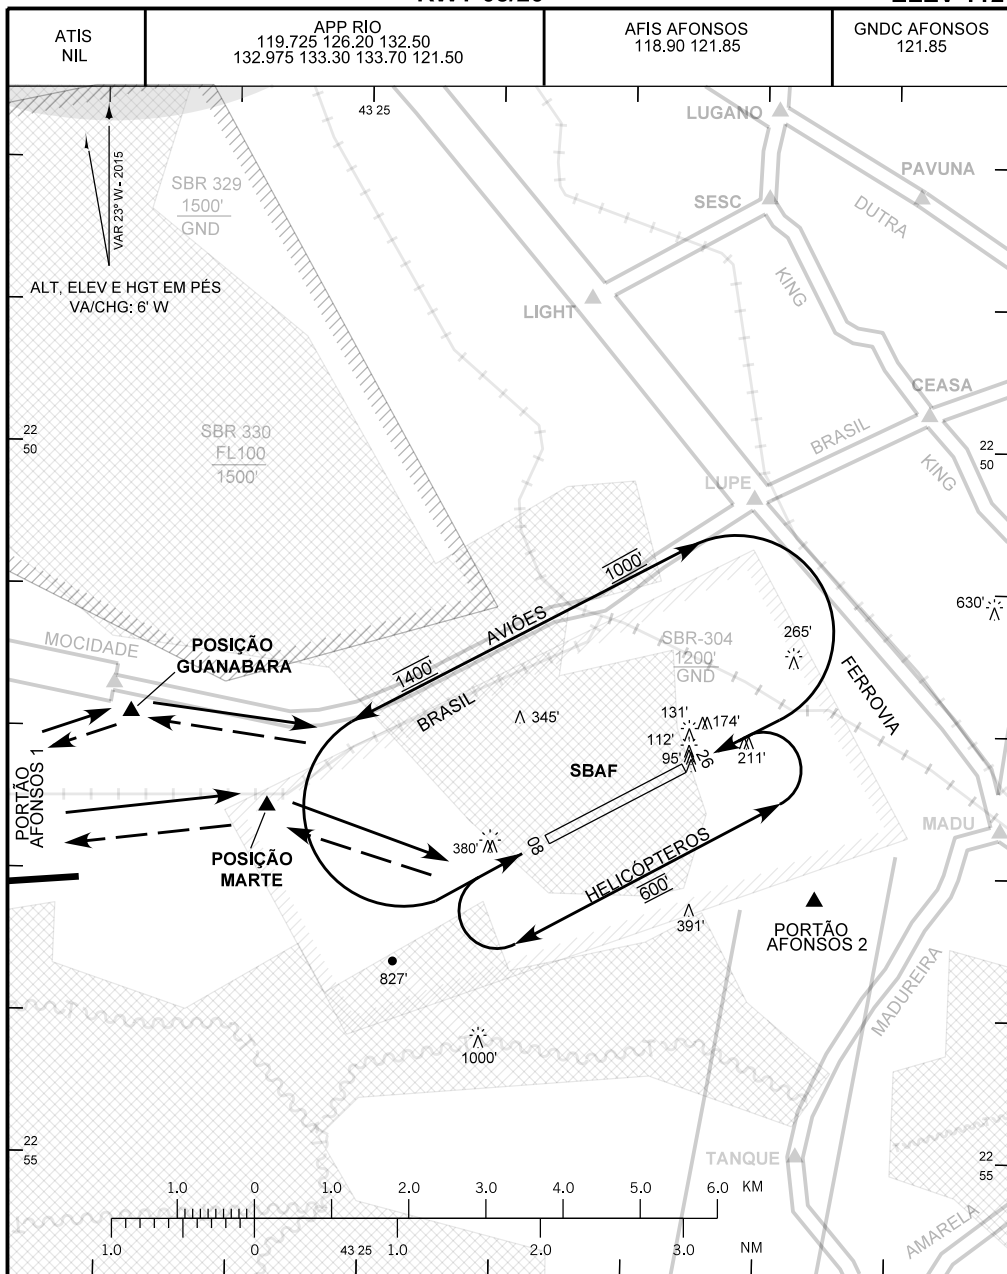 ATIS
NIL
APP RIO
119.725 126.20 132.50
132.975 133.30 133.70 121.50
AFIS AFONSOS
118.90 121.85
GNDC AFONSOS
121.85
43 25
VAR 23° W - 2015
ALT, ELEV E HGT EM PÉS
VA/CHG: 6' W
SBR 329
1500'
GND
LUGANO
PAVUNA
SESC
DUTRA
KING
LIGHT
CEASA
SBR 330
FL100
1500'
22
50
BRASIL
22
50
KING
LUPE
1000'
AVIÕES
630'
MOCIDADE
POSIÇÃO
GUANABARA
SBR-304
1200'
GND
265'
1400'
BRASIL
FERROVIA
345'
131'
174'
112'
95'
211'
26
SBAF
PORTÃO
AFONSOS 1
MADU
POSIÇÃO
MARTE
380'
08
HELICÓPTEROS
600'
391'
PORTÃO
AFONSOS 2
827'
MADUREIRA
1000'
22
55
TANQUE
22
55
1.0 0 1.0 2.0 3.0 4.0 5.0 6.0 KM
AMARELA
1.0 0 43 25 1.0 2.0 3.0 NM